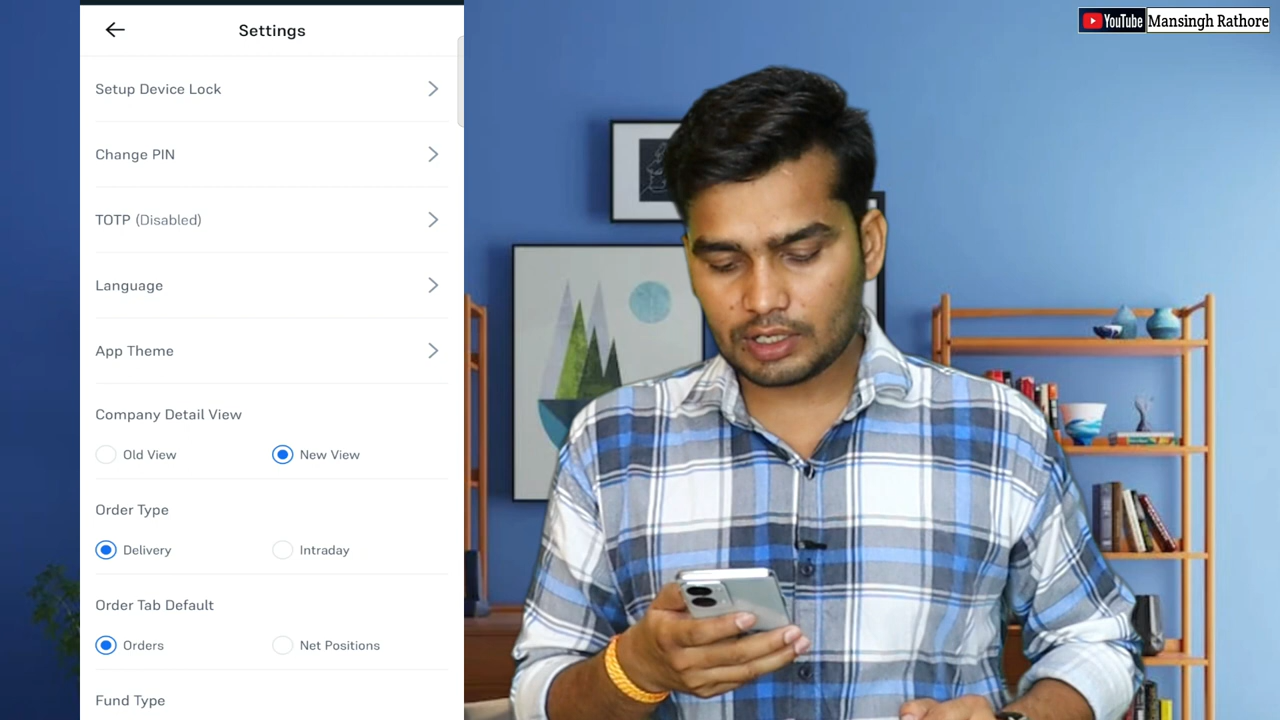 Settings
YouTube Mansingh Rathore
Setup Device Lock
Change PIN
TOTP (Disabled)
Language
App Theme
Company Detail View
Old View New View
Order Type
Delivery Intraday
Order Tab Default
Orders Net Positions
Fund Type